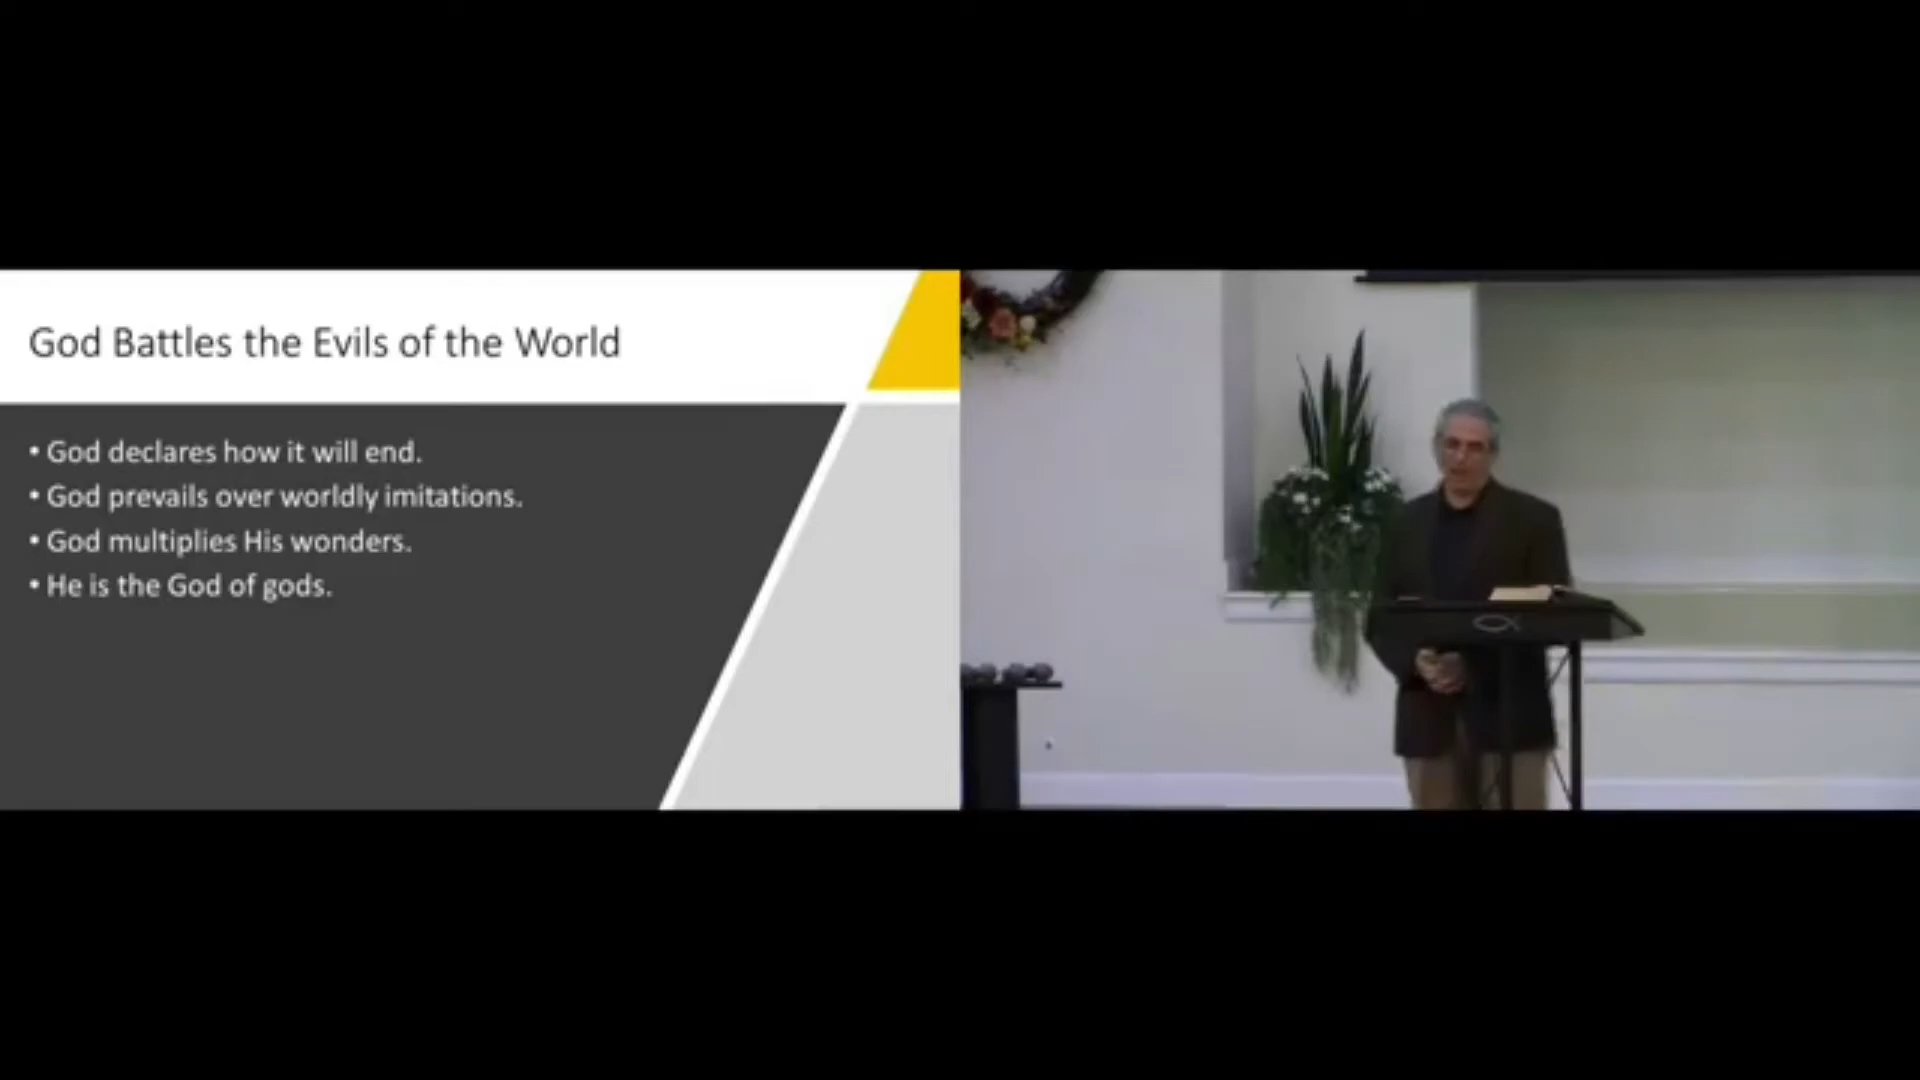 God Battles the Evils of the World
• God declares how it will end.
• God prevails over worldly imitations.
• God multiplies His wonders.
• He is the God of gods.